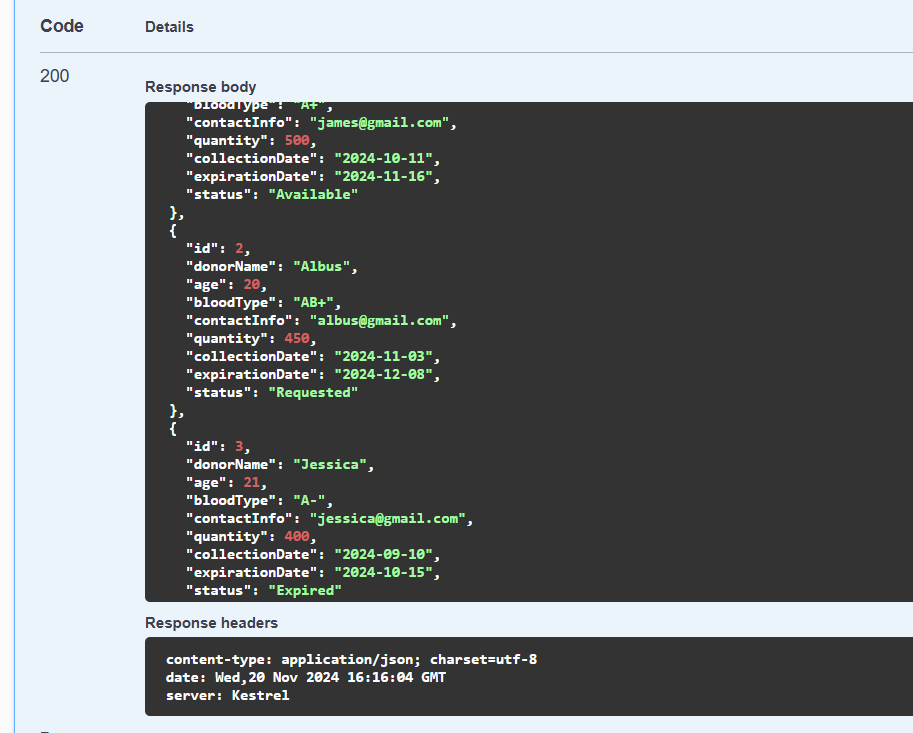 Code Details
200
Response body
"bloodType": "A+",
"contactInfo": "james@gmail.com",
"quantity": 500,
"collectionDate": "2024-10-11",
"expirationDate": "2024-11-16",
"status": "Available"
},
{
"id": 2,
"donorName": "Albus",
"age": 20,
"bloodType": "AB+",
"contactInfo": "albus@gmail.com",
"quantity": 450,
"collectionDate": "2024-11-03",
"expirationDate": "2024-12-08",
"status": "Requested"
},
{
"id": 3,
"donorName": "Jessica",
"age": 21,
"bloodType": "A-",
"contactInfo": "jessica@gmail.com",
"quantity": 400,
"collectionDate": "2024-09-10",
"expirationDate": "2024-10-15",
"status": "Expired"
Response headers
content-type: application/json; charset=utf-8
date: Wed,20 Nov 2024 16:16:04 GMT
server: Kestrel